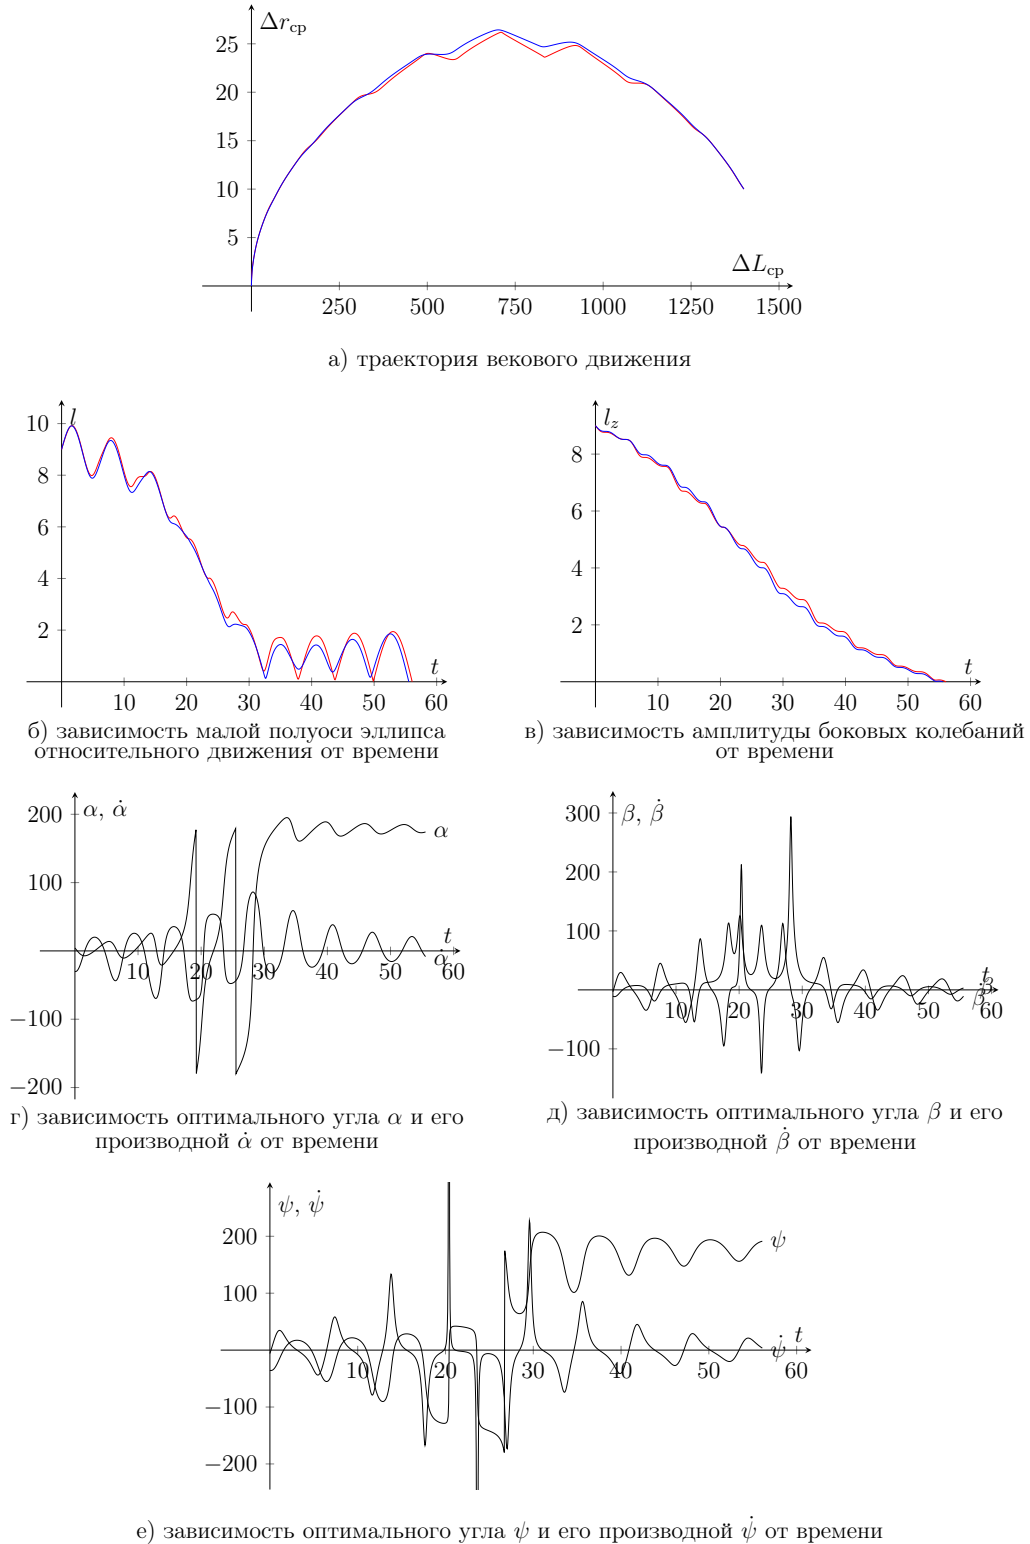 Δr_ср
25
20
15
10
5
ΔL_ср
250 500 750 1000 1250 1500
а) траектория векового движения
l
10
8
6
4
2
t
10 20 30 40 50 60
б) зависимость малой полуоси эллипса
относительного движения от времени
l_z
8
6
4
2
t
10 20 30 40 50 60
в) зависимость амплитуды боковых колебаний
от времени
α, α̇
200
100
−100
−200
α
t
α̇
10 20 30 40 50 60
г) зависимость оптимального угла α и его
производной α̇ от времени
β, β̇
300
200
100
−100
t
β̇
β
10 20 30 40 50 60
д) зависимость оптимального угла β и его
производной β̇ от времени
ψ, ψ̇
200
100
−100
−200
ψ
t
ψ̇
10 20 30 40 50 60
е) зависимость оптимального угла ψ и его производной ψ̇ от времени